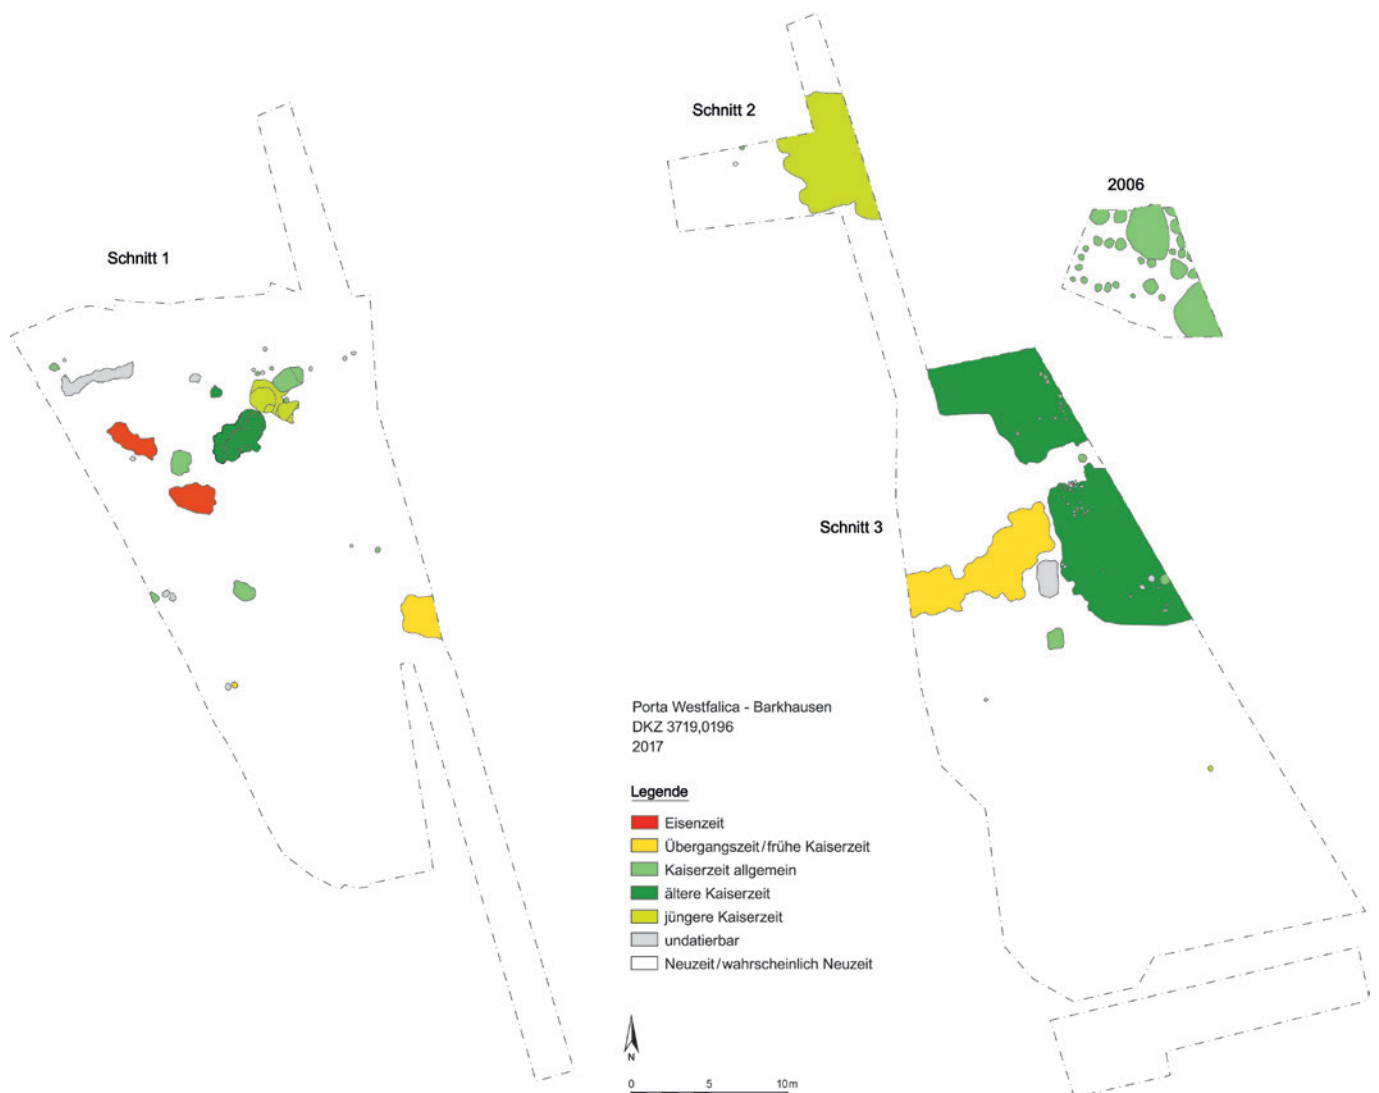 Schnitt 2
2006
Schnitt 1
Schnitt 3
Porta Westfalica - Barkhausen
DKZ 3719,0196
2017
Legende
Eisenzeit
Übergangszeit/frühe Kaiserzeit
Kaiserzeit allgemein
ältere Kaiserzeit
jüngere Kaiserzeit
undatierbar
Neuzeit/wahrscheinlich Neuzeit
N
0 5 10m